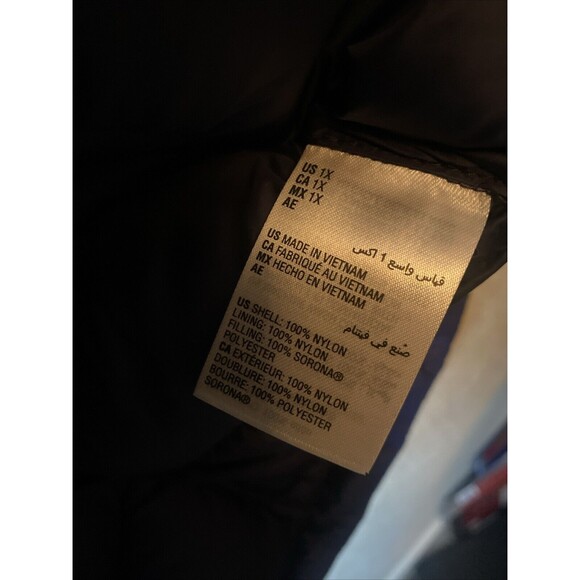 US 1X
CA 1X
MX 1X
AE
قياس واسع 1 اكس
US MADE IN VIETNAM
CA FABRIQUÉ AU VIETNAM
MX HECHO EN VIETNAM
AE
صّنع في فيتنام
US SHELL: 100% NYLON
LINING: 100% NYLON
FILLING: 100% SORONA®
POLYESTER
CA EXTÉRIEUR: 100% NYLON
DOUBLURE: 100% NYLON
BOURRE: 100% POLYESTER
SORONA®